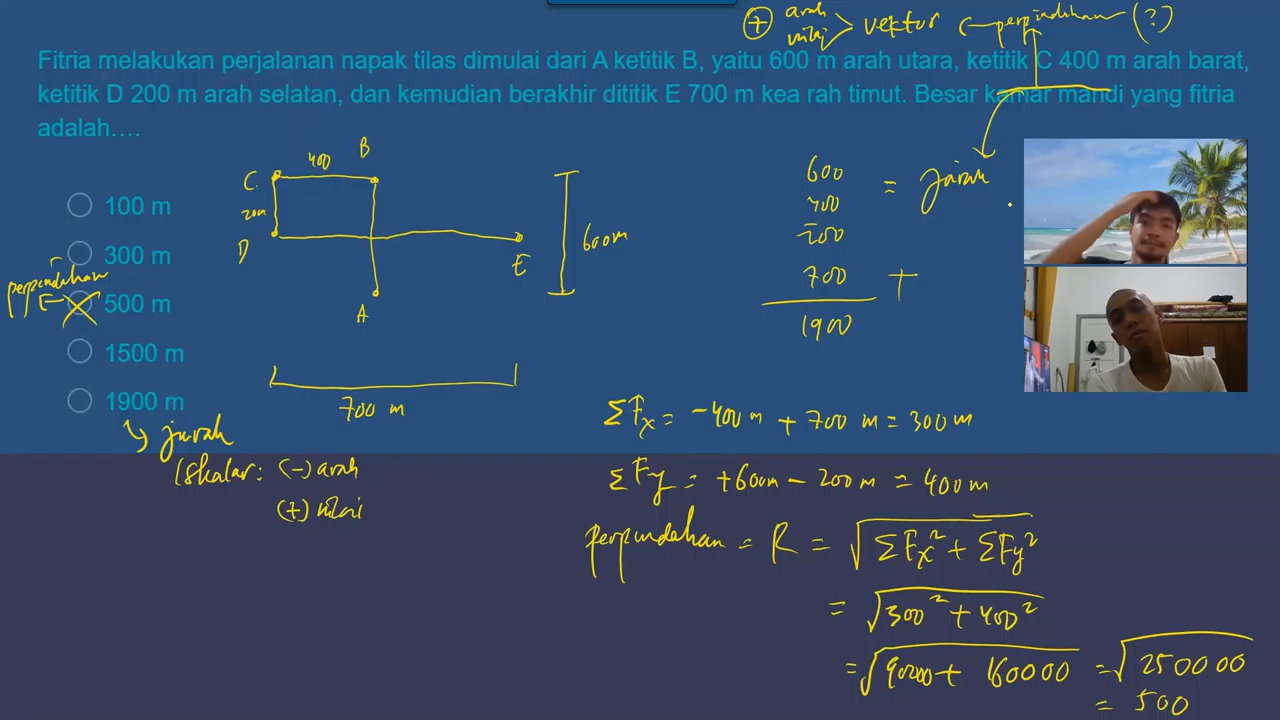 (+) arah
nilai > vektor
perpindahan (?)
Fitria melakukan perjalanan napak tilas dimulai dari A ketitik B, yaitu 600 m arah utara, ketitik C 400 m arah barat,
ketitik D 200 m arah selatan, dan kemudian berakhir dititik E 700 m kea rah timut. Besar kamar mandi yang fitria
adalah….
100 m
300 m
500 m
1500 m
1900 m
perpindahan
jarak
(skalar: (-) arah
(+) nilai
400
B
C
200
D
E
A
600 m
700 m
600
400
200
700 +
1900
= jarak
ΣFx = -400 m + 700 m = 300 m
ΣFy = +600m - 200 m = 400 m
perpindahan = R = √ΣFx² + ΣFy²
= √300² + 400²
= √90000 + 160000 = √250000
= 500